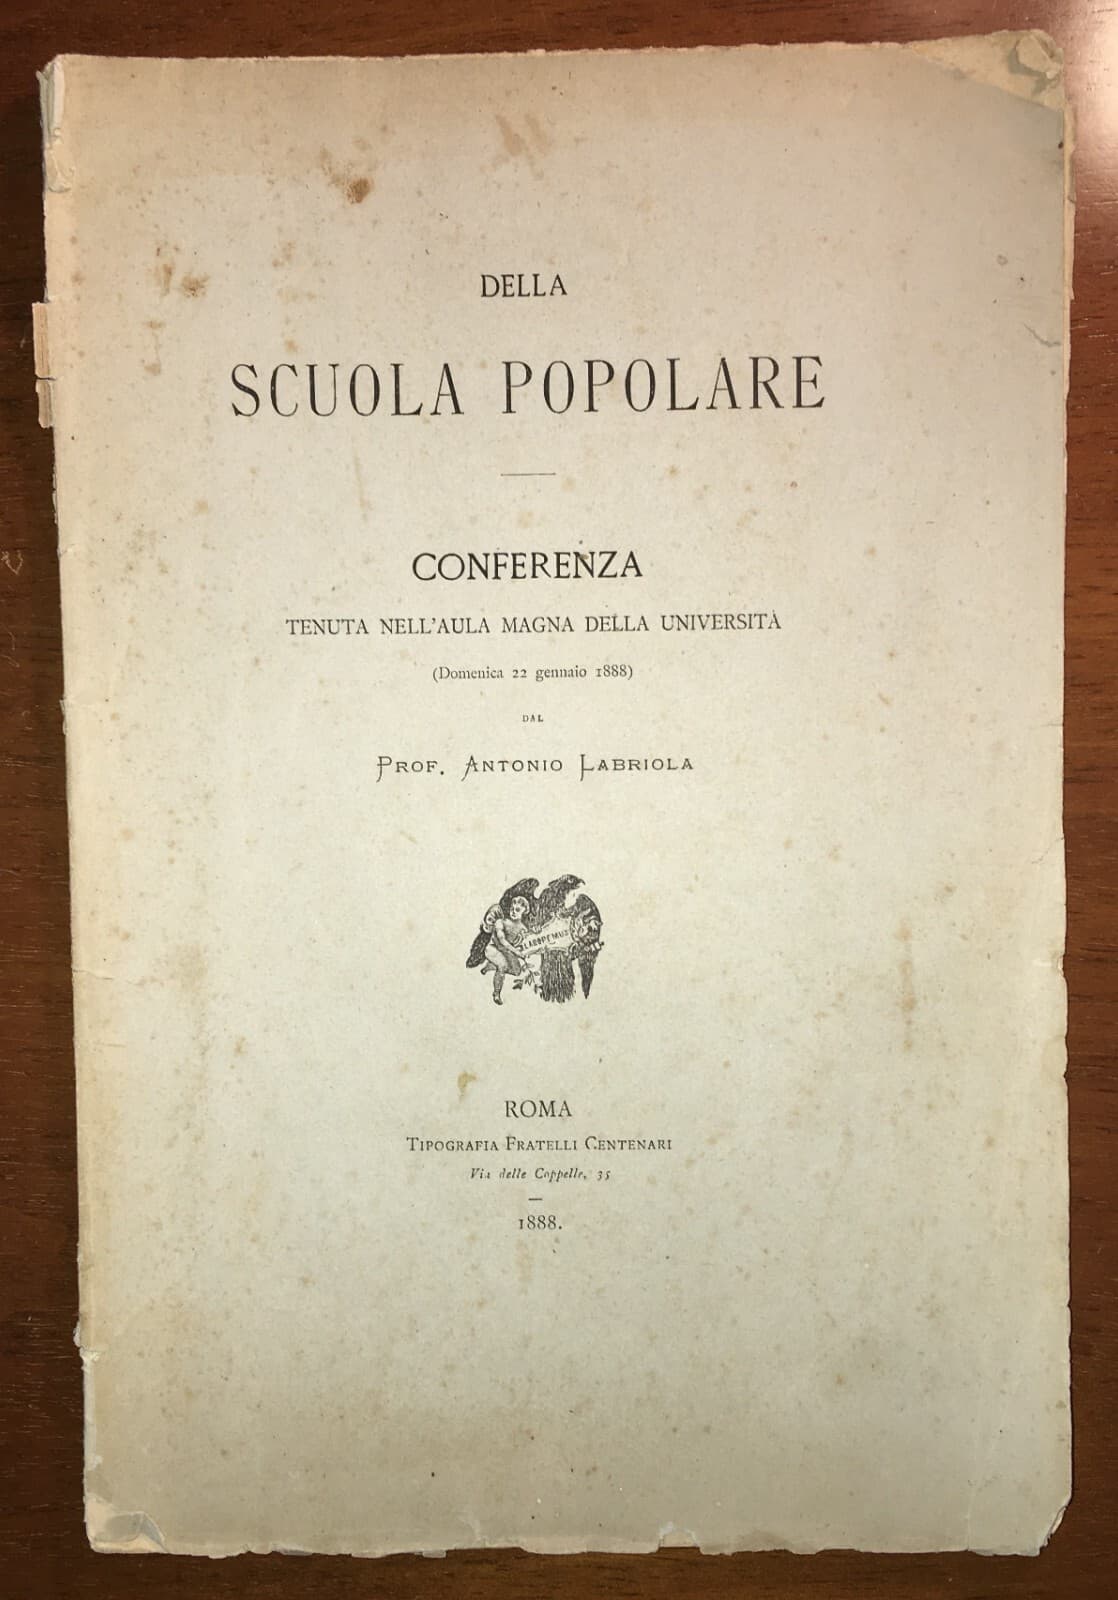 DELLA
SCUOLA POPOLARE
CONFERENZA
TENUTA NELL'AULA MAGNA DELLA UNIVERSITÀ
(Domenica 22 gennaio 1888)
DAL
PROF. ANTONIO LABRIOLA
LABOREMUS
ROMA
TIPOGRAFIA FRATELLI CENTENARI
Via delle Coppelle, 35
1888.